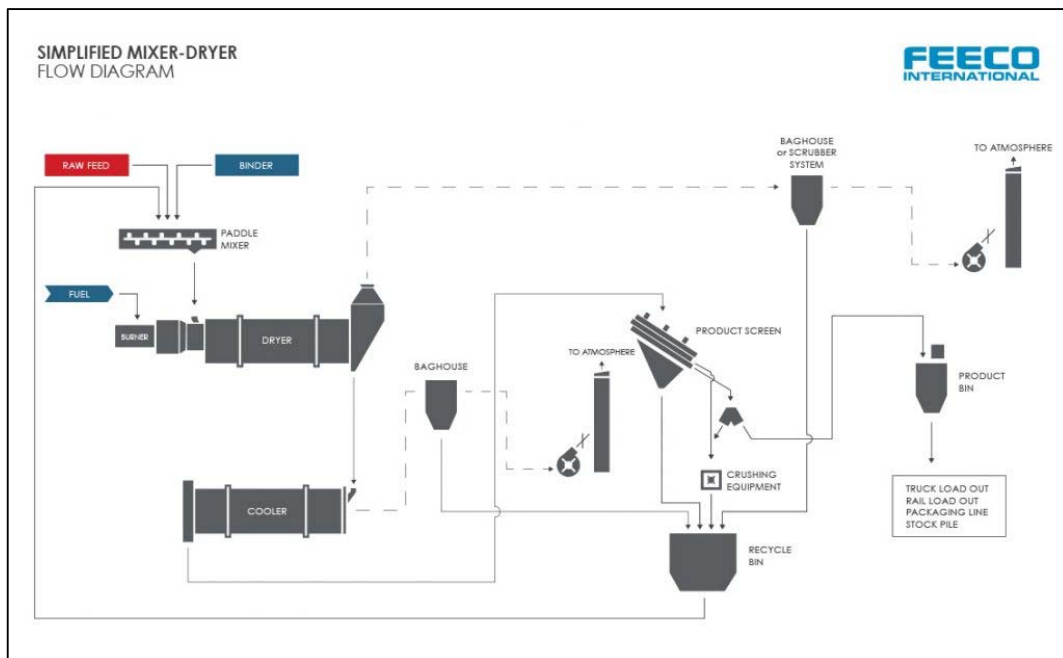 SIMPLIFIED MIXER-DRYER
FLOW DIAGRAM
FEECO
INTERNATIONAL
RAW FEED
BINDER
PADDLE
MIXER
FUEL
BURNER
DRYER
BAGHOUSE
or SCRUBBER
SYSTEM
TO ATMOSPHERE
PRODUCT SCREEN
TO ATMOSPHERE
BAGHOUSE
PRODUCT
BIN
COOLER
CRUSHING
EQUIPMENT
TRUCK LOAD OUT
RAIL LOAD OUT
PACKAGING LINE
STOCK PILE
RECYCLE
BIN